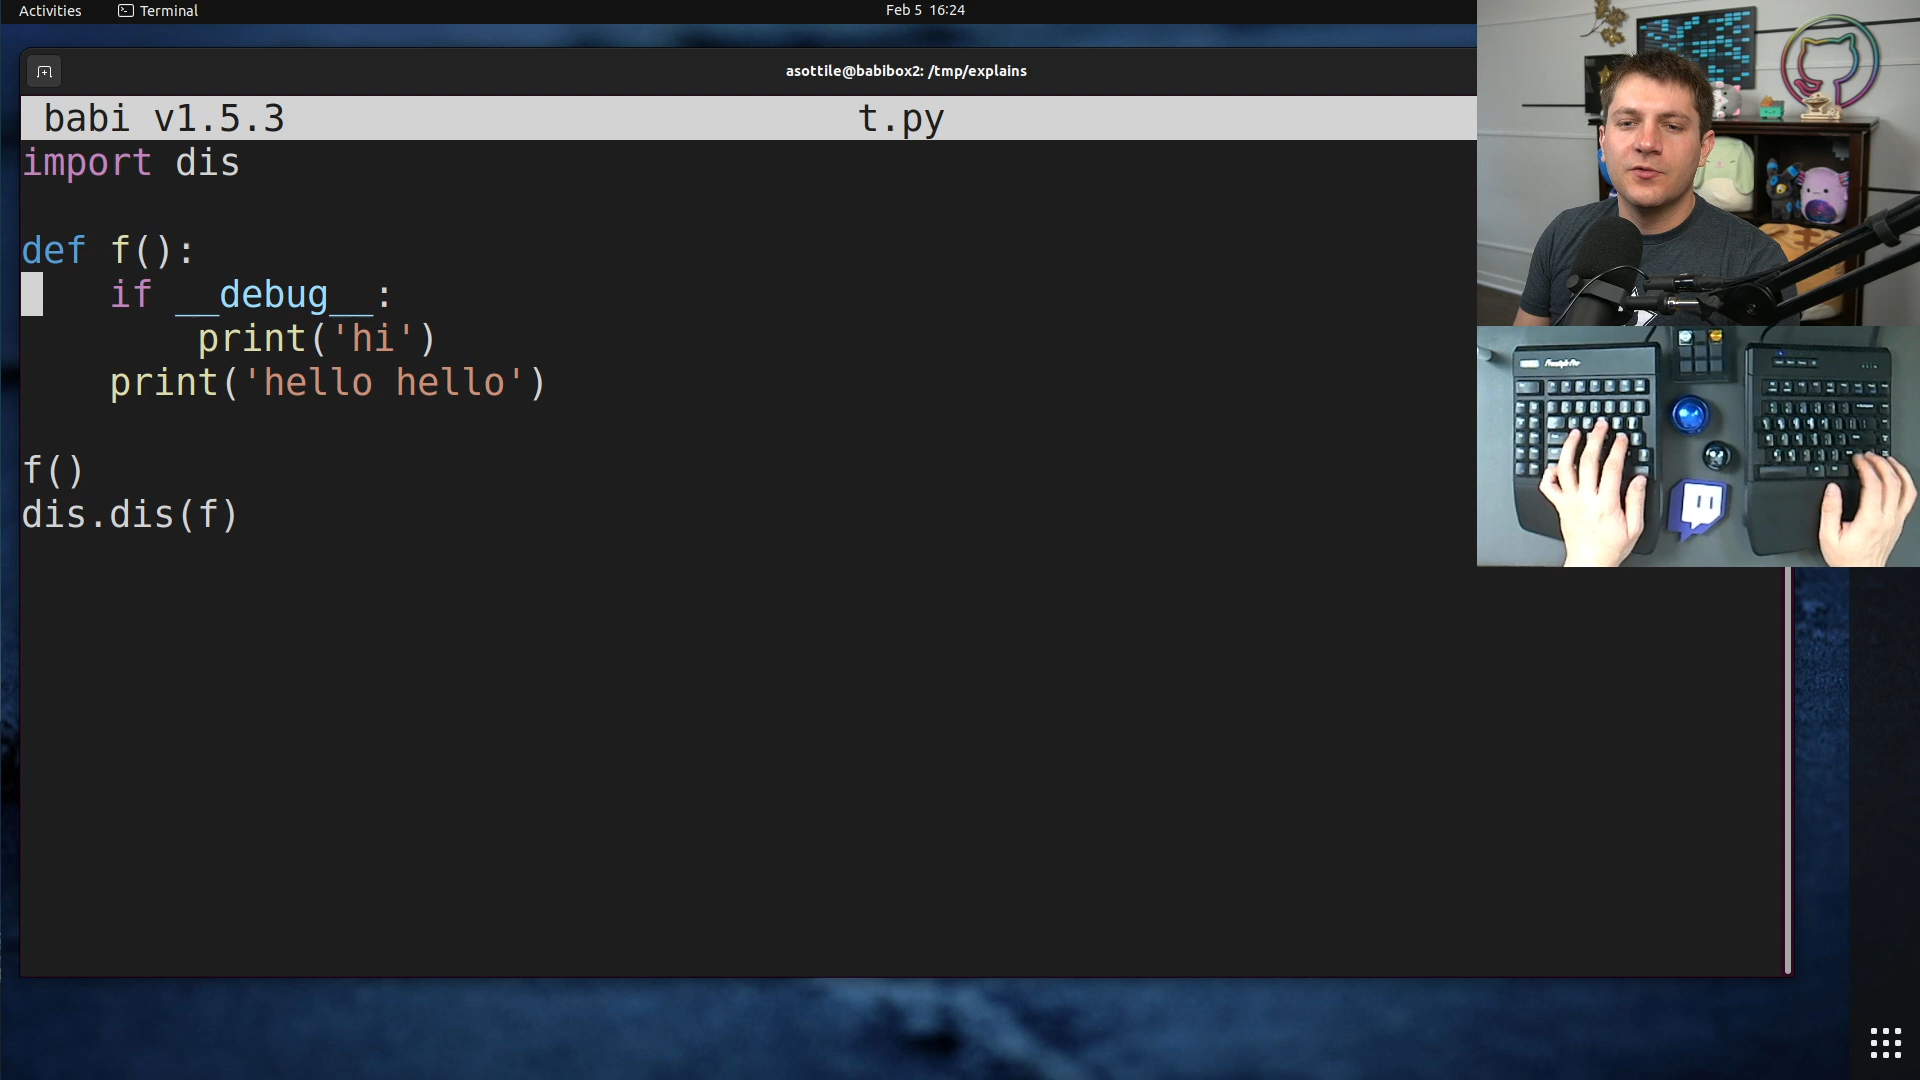 Activities
Terminal
Feb 5 16:24
asottile@babibox2: /tmp/explains
babi v1.5.3
t.py
import dis
def f():
if __debug__:
print('hi')
print('hello hello')
f()
dis.dis(f)